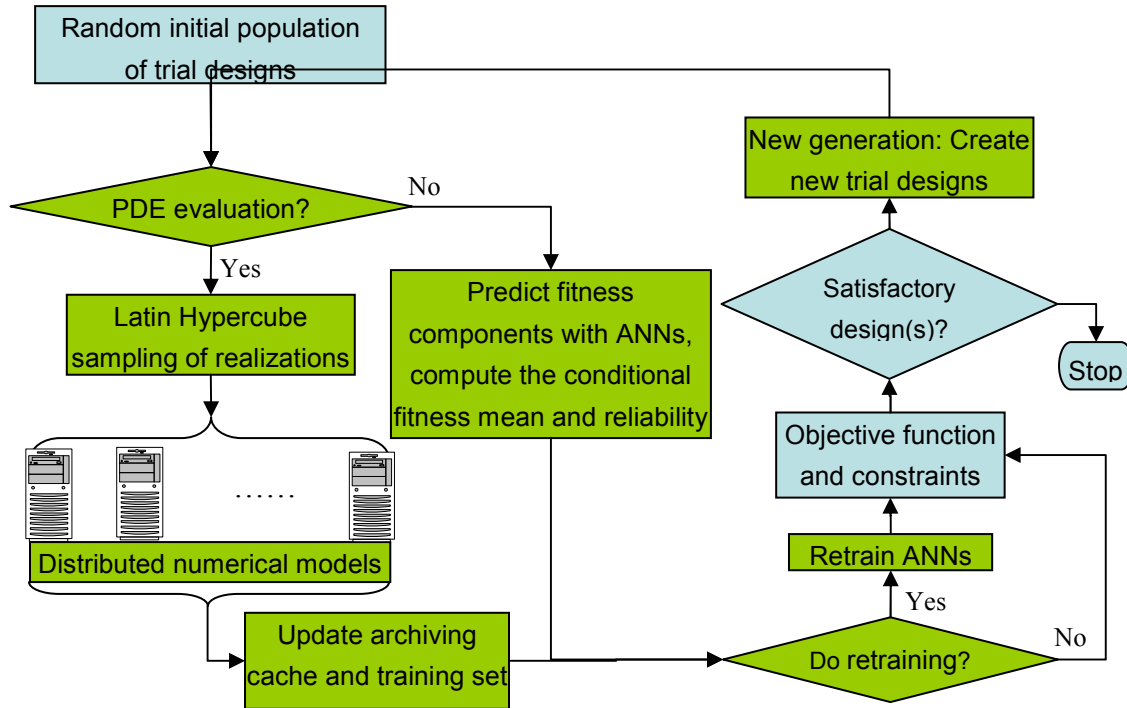 Random initial population
of trial designs
PDE evaluation?
No
Yes
Latin Hypercube
sampling of realizations
......
Distributed numerical models
Update archiving
cache and training set
Predict fitness
components with ANNs,
compute the conditional
fitness mean and reliability
Do retraining?
Yes
No
Retrain ANNs
Objective function
and constraints
Satisfactory
design(s)?
Stop
New generation: Create
new trial designs